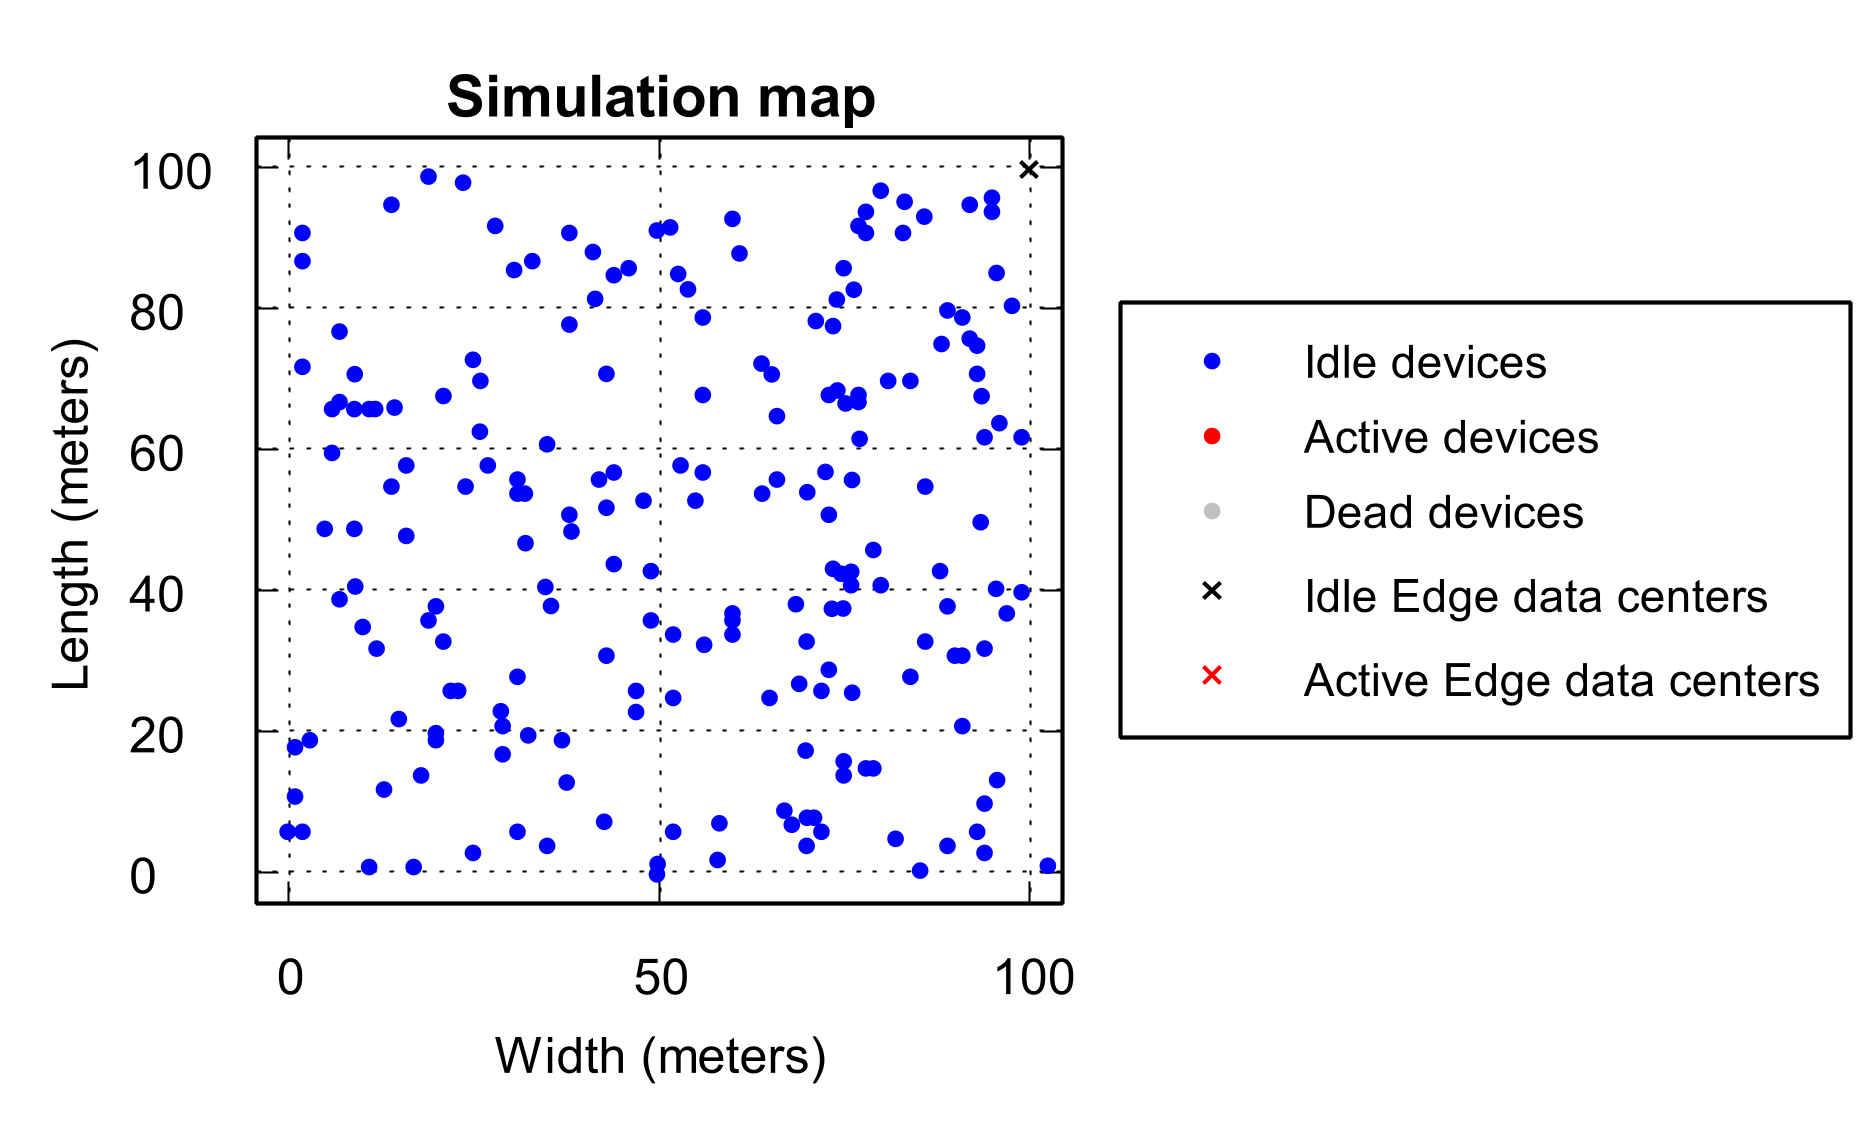 Simulation map
100
80
60
40
20
0
Length (meters)
0 50 100
Width (meters)
Idle devices
Active devices
Dead devices
Idle Edge data centers
Active Edge data centers